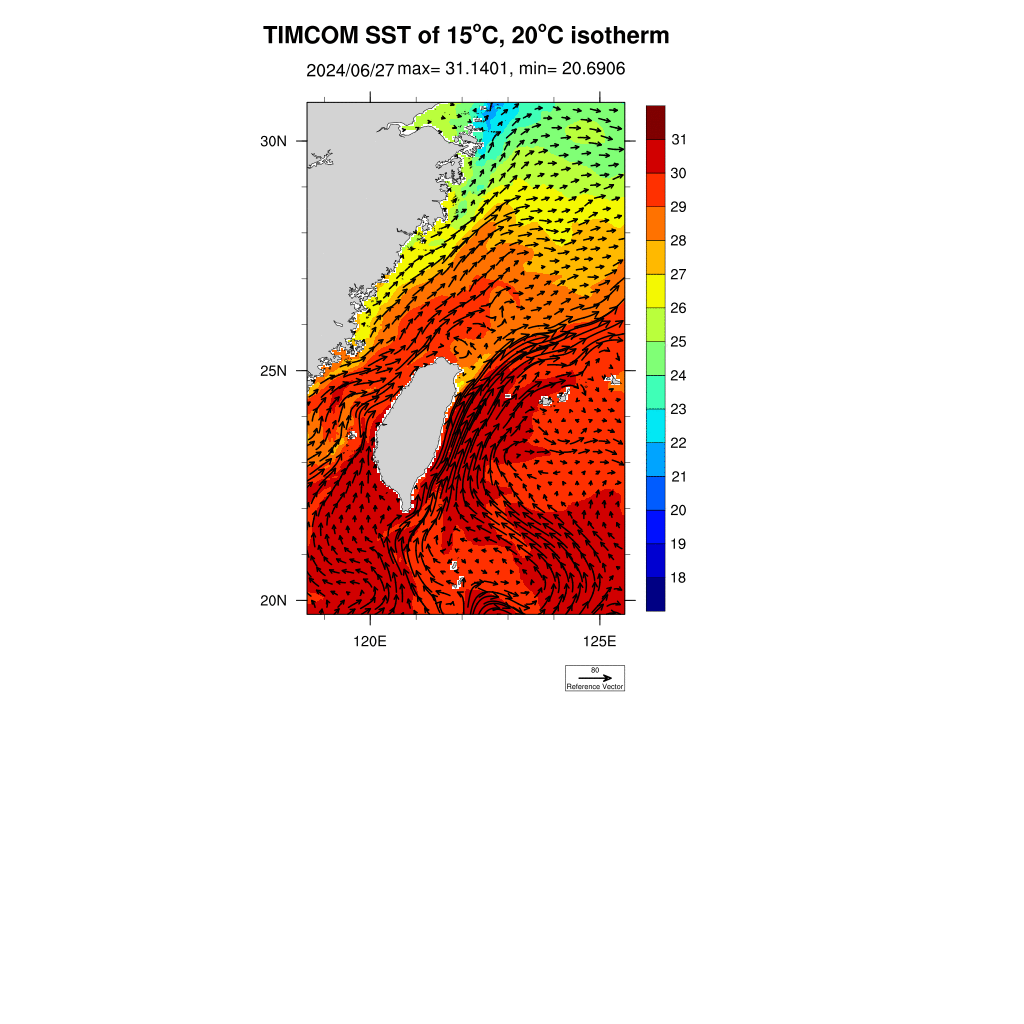 TIMCOM SST of 15°C, 20°C isotherm
2024/06/27 max= 31.1401, min= 20.6906
30N
25N
20N
120E
125E
31
30
29
28
27
26
25
24
23
22
21
20
19
18
80
Reference Vector